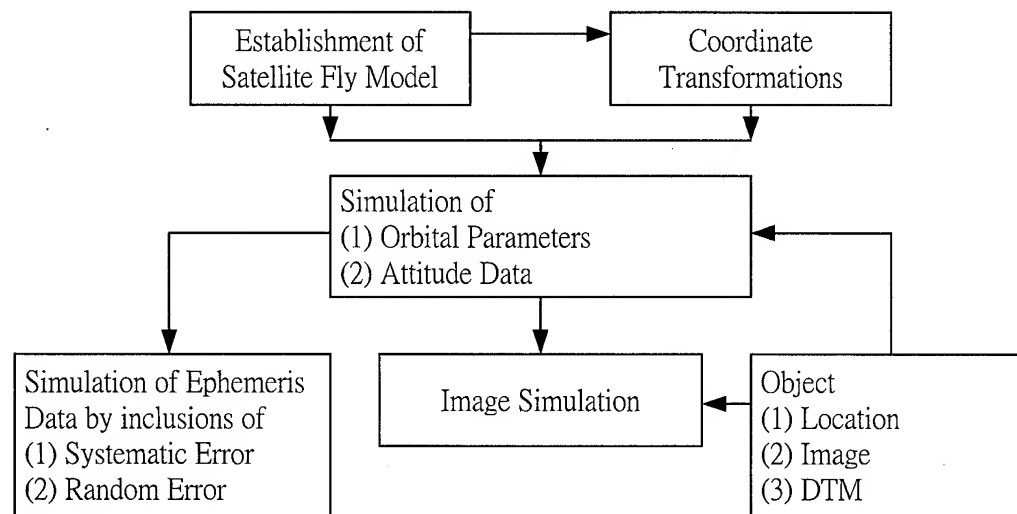 Establishment of
Satellite Fly Model
Coordinate
Transformations
Simulation of
(1) Orbital Parameters
(2) Attitude Data
Simulation of Ephemeris
Data by inclusions of
(1) Systematic Error
(2) Random Error
Image Simulation
Object
(1) Location
(2) Image
(3) DTM